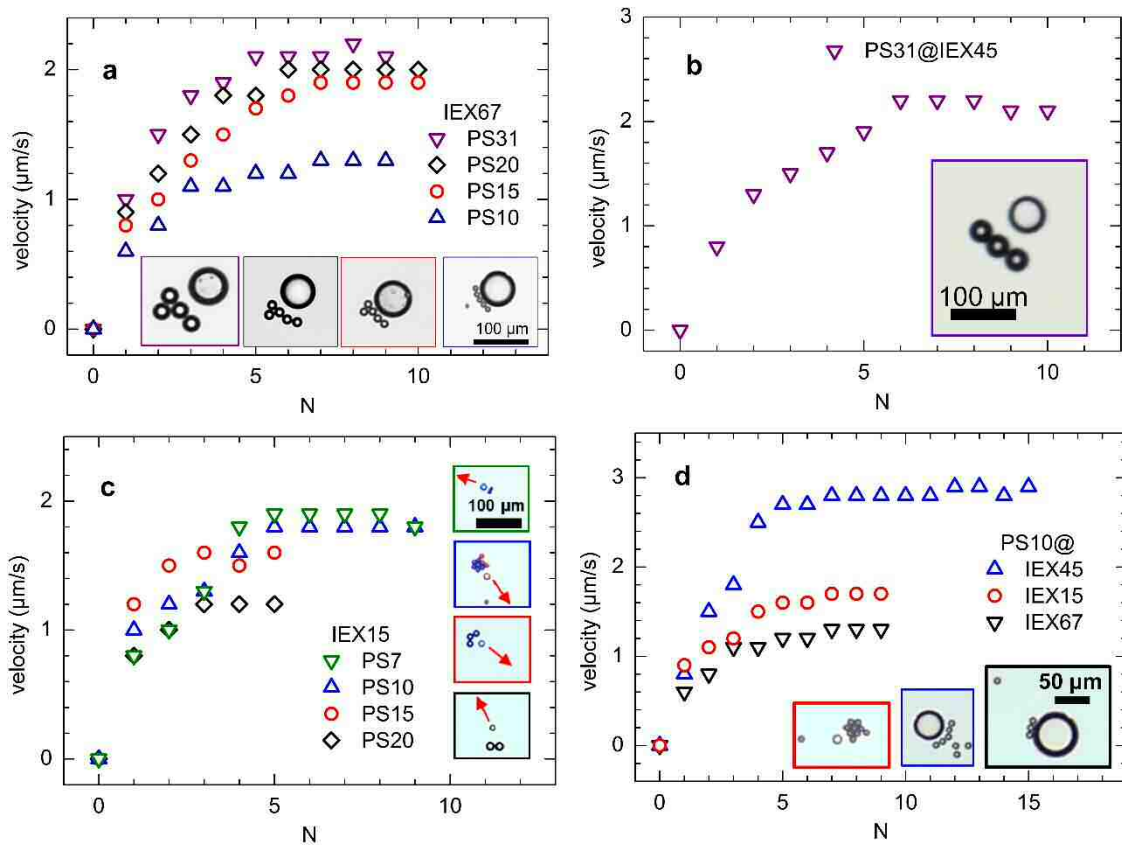 a
velocity (µm/s)
2
1
0
IEX67
PS31
PS20
PS15
PS10
100 µm
0
5
10
N
b
velocity (µm/s)
3
2
1
0
PS31@IEX45
100 µm
0
5
10
N
c
velocity (µm/s)
2
1
0
IEX15
PS7
PS10
PS15
PS20
100 µm
0
5
10
N
d
velocity (µm/s)
3
2
1
0
PS10@
IEX45
IEX15
IEX67
50 µm
0
5
10
15
N